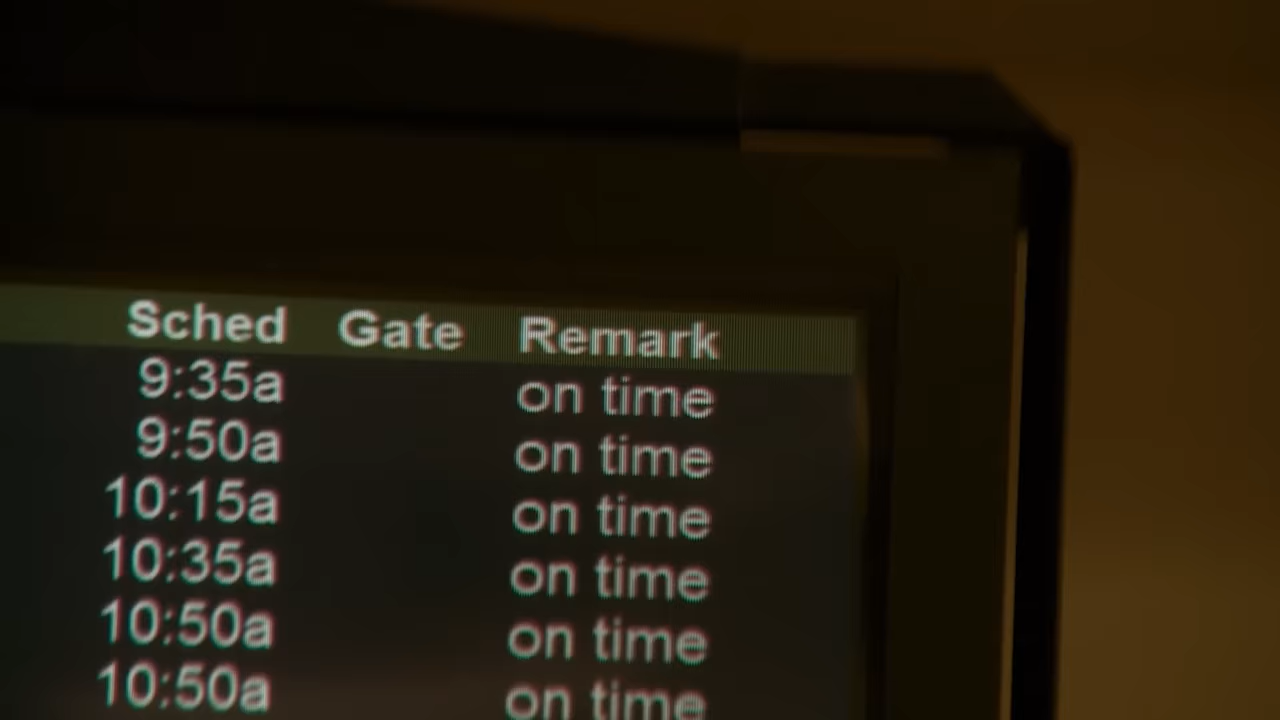 Sched Gate Remark
9:35a on time
9:50a on time
10:15a on time
10:35a on time
10:50a on time
10:50a on time